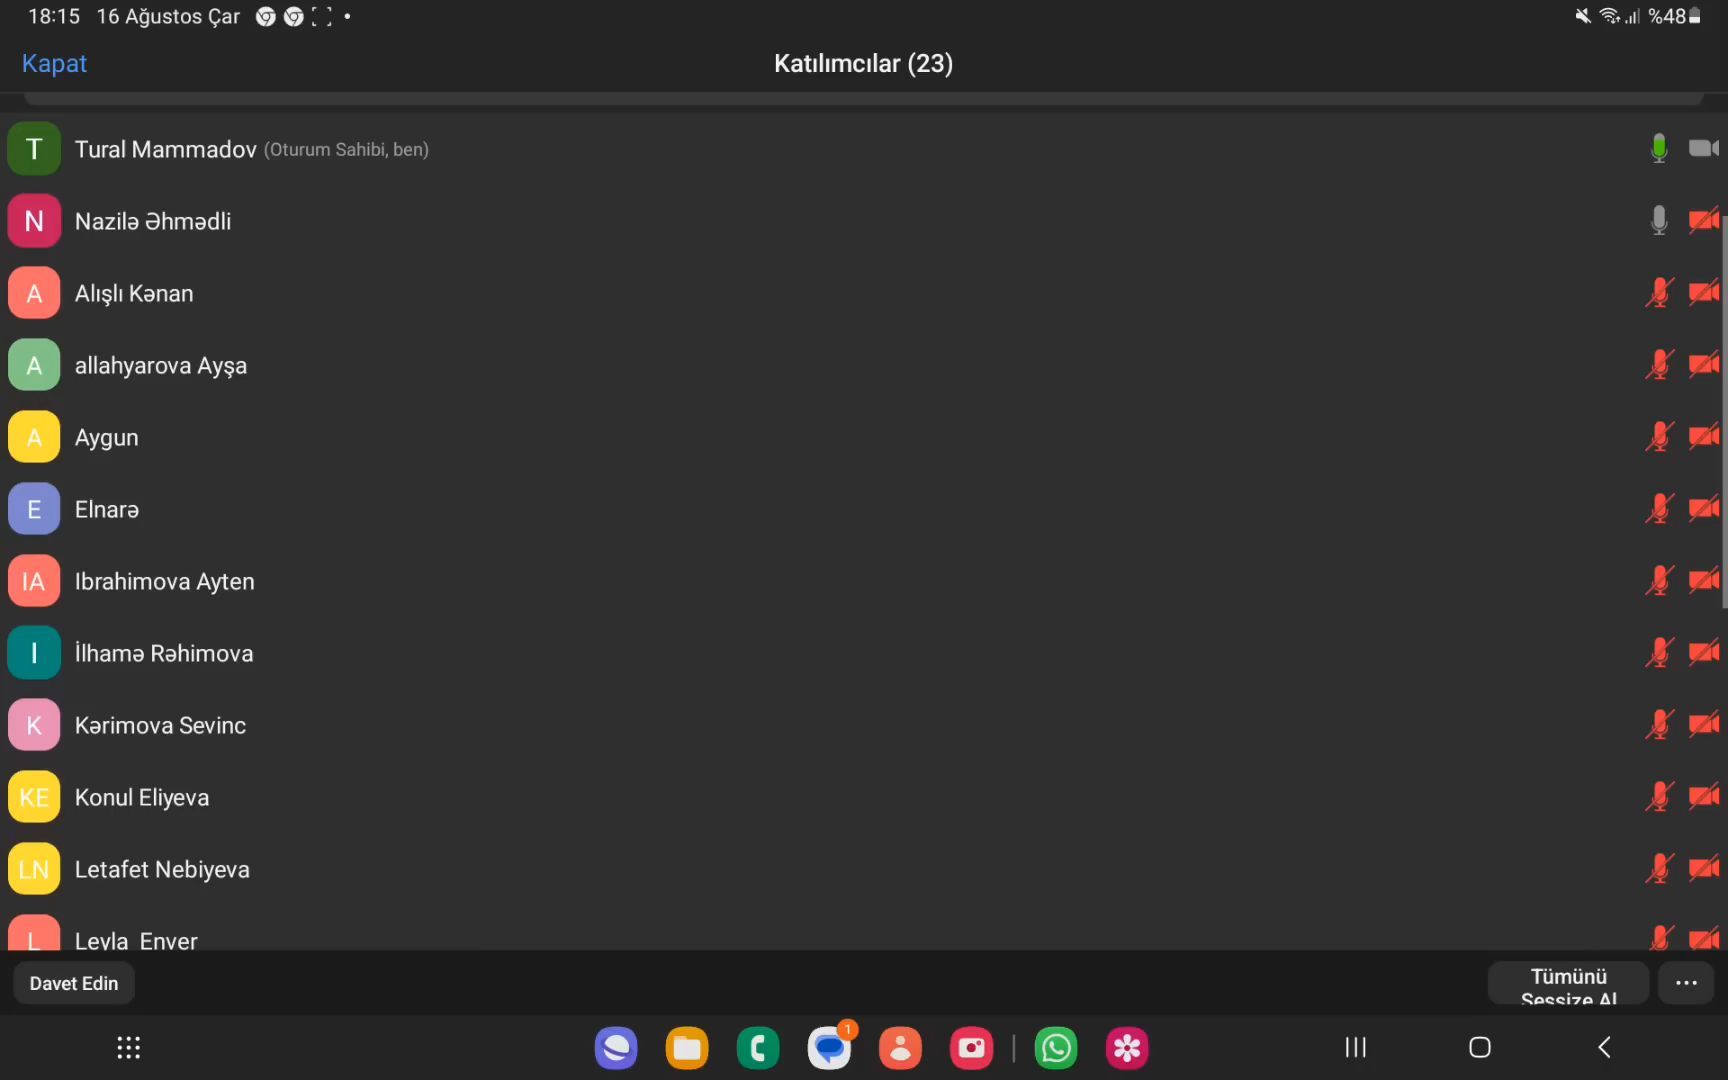 18:15 16 Ağustos Çar %48
Kapat
Katılımcılar (23)
T Tural Mammadov (Oturum Sahibi, ben)
N Nazilə Əhmədli
A Alışlı Kənan
A allahyarova Ayşa
A Aygun
E Elnarə
IA Ibrahimova Ayten
İ İlhamə Rəhimova
K Kərimova Sevinc
KE Konul Eliyeva
LN Letafet Nebiyeva
L Leyla Enver
Davet Edin
Tümünü
Sessize Al
1